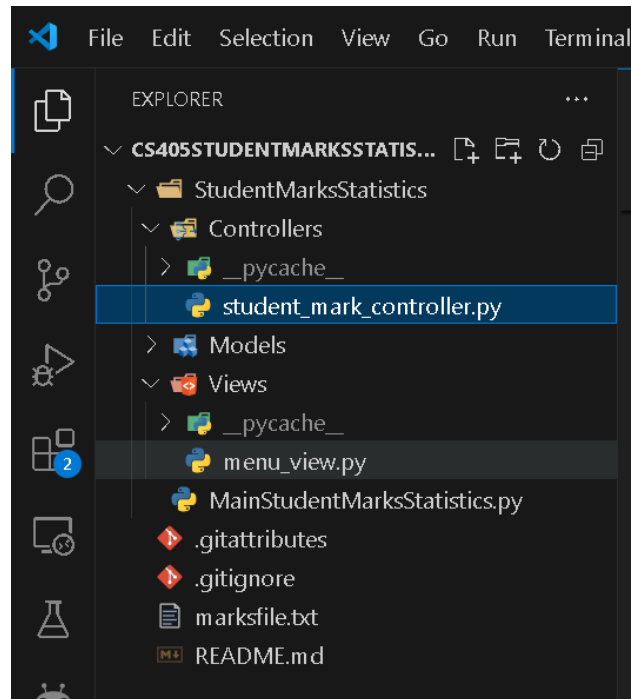 File Edit Selection View Go Run Terminal
EXPLORER
CS405STUDENTMARKSSTATIS...
StudentMarksStatistics
Controllers
__pycache__
student_mark_controller.py
Models
Views
__pycache__
menu_view.py
MainStudentMarksStatistics.py
.gitattributes
.gitignore
marksfile.txt
README.md
2